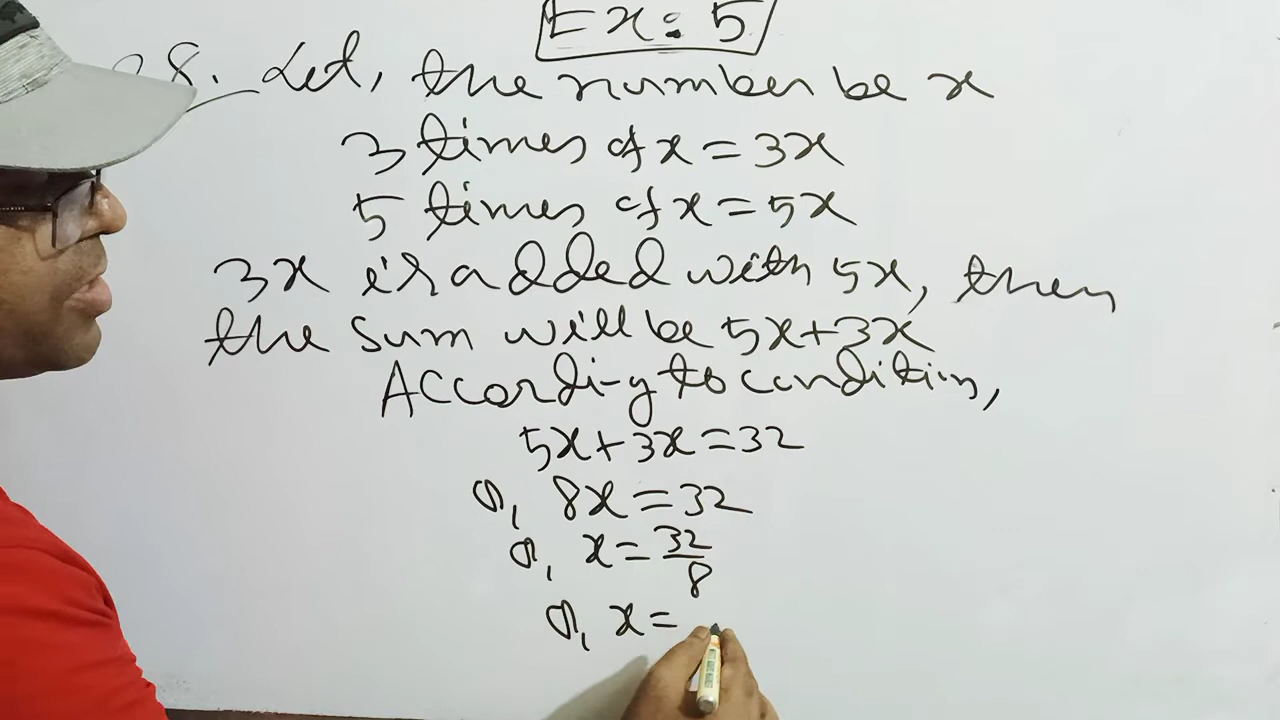 Ex: 5
28. Let, the number be x
3 times of x = 3x
5 times of x = 5x
3x is added with 5x, then
the sum will be 5x+3x
According to condition,
5x+3x=32
or, 8x=32
or, x=32/8
or, x=